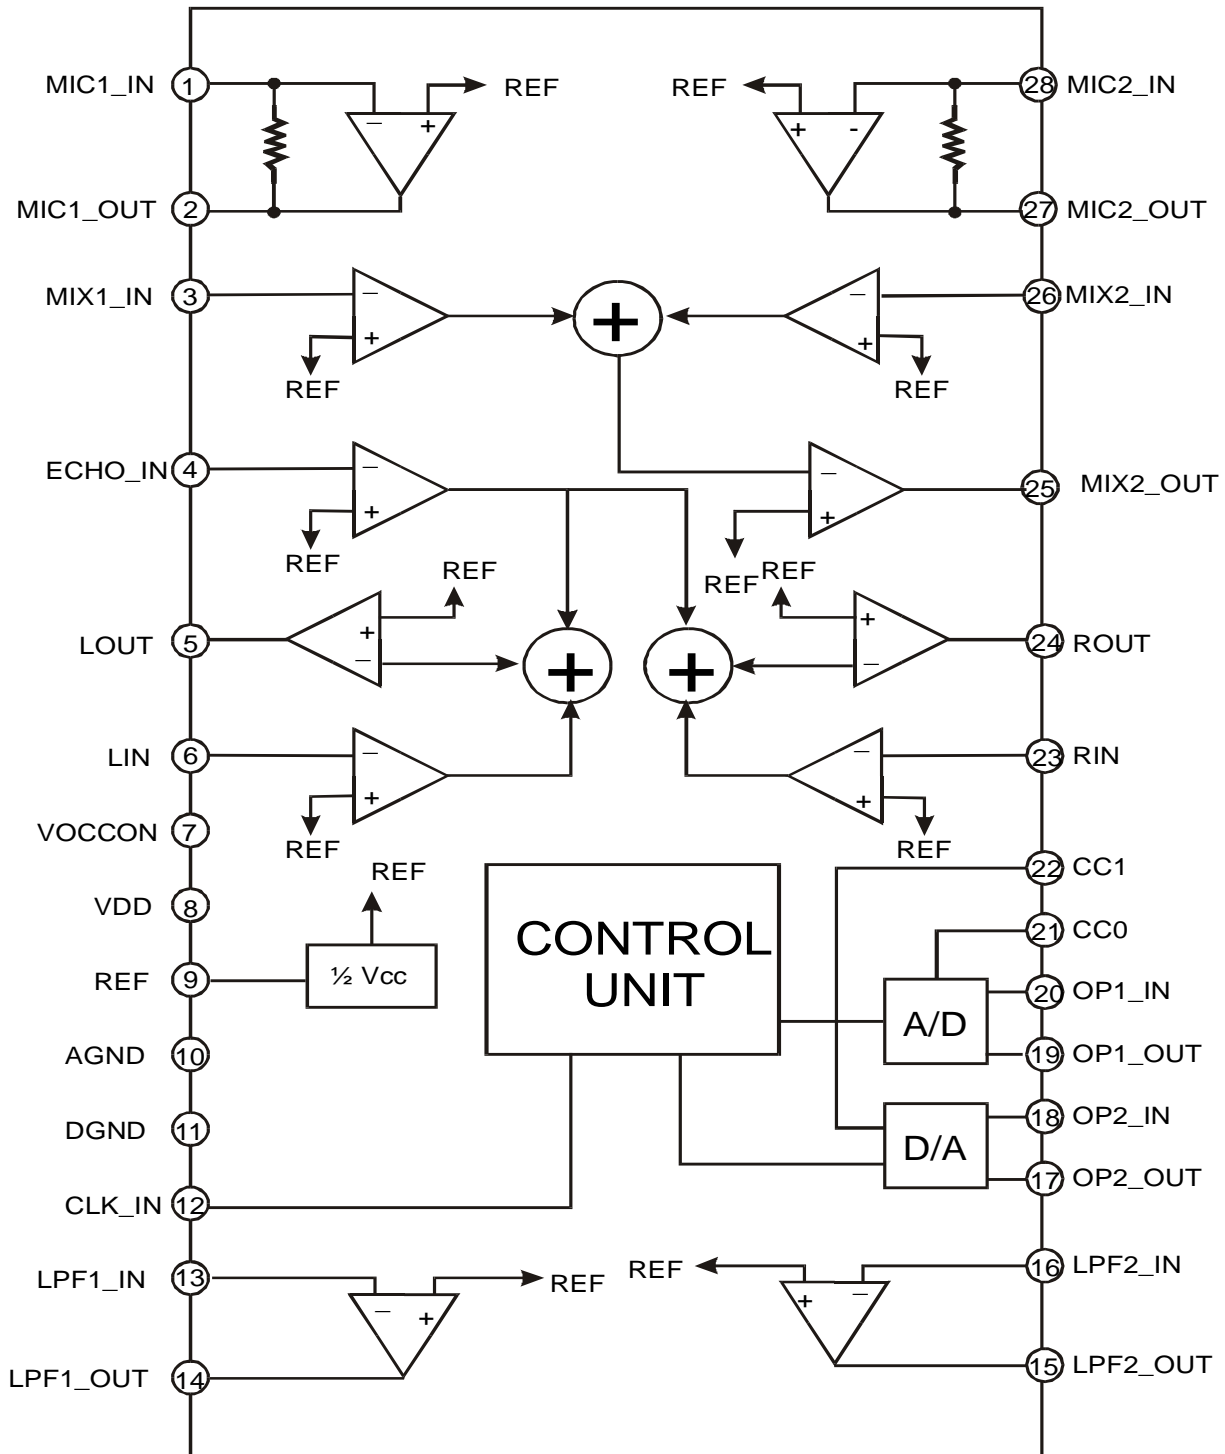 MIC1_IN 1 REF REF 28 MIC2_IN
− + + -
MIC1_OUT 2 27 MIC2_OUT
MIX1_IN 3 − + − 26 MIX2_IN
+ +
REF REF
ECHO_IN 4 − − 25 MIX2_OUT
+ +
REF REF REF REF
LOUT 5 + + 24 ROUT
− + + −
LIN 6 − − 23 RIN
+ +
VOCCON 7 REF REF
REF 22 CC1
VDD 8 CONTROL 21 CC0
REF 9 ½ Vcc UNIT 20 OP1_IN
A/D
AGND 10 19 OP1_OUT
DGND 11 18 OP2_IN
D/A
17 OP2_OUT
CLK_IN 12
LPF1_IN 13 REF REF 16 LPF2_IN
− + + −
LPF1_OUT 14 15 LPF2_OUT